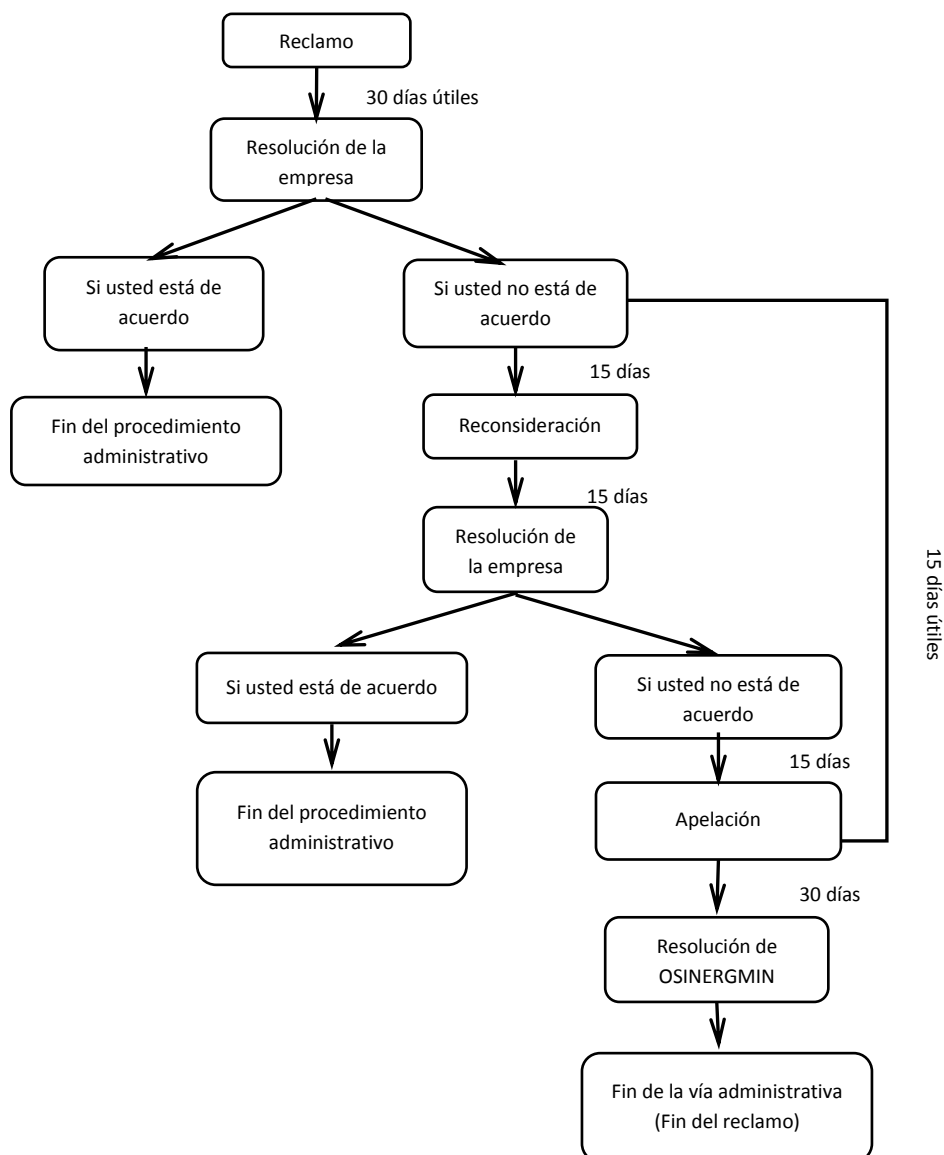 Reclamo
30 días útiles
Resolución de la
empresa
Si usted está de
acuerdo
Si usted no está de
acuerdo
15 días
Fin del procedimiento
administrativo
Reconsideración
15 días
Resolución de
la empresa
15 días útiles
Si usted está de acuerdo
Si usted no está de
acuerdo
15 días
Fin del procedimiento
administrativo
Apelación
30 días
Resolución de
OSINERGMIN
Fin de la vía administrativa
(Fin del reclamo)